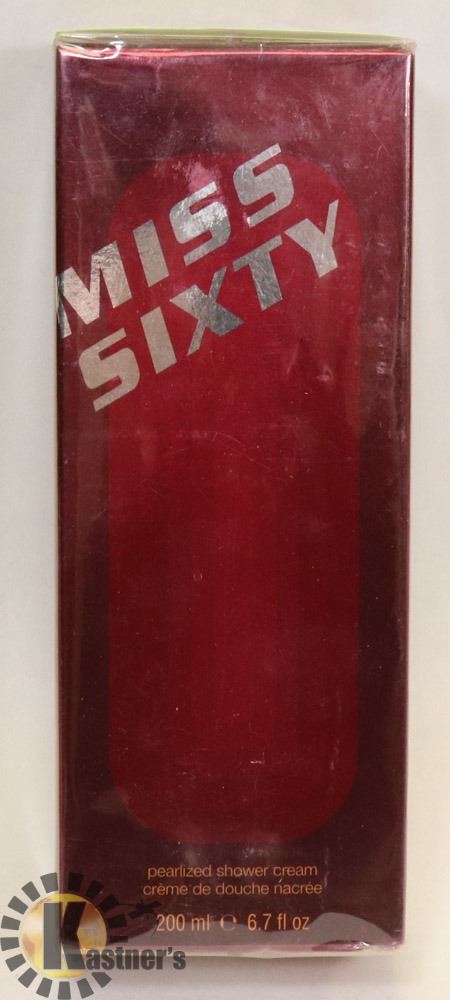 MISS
SIXTY
pearlized shower cream
crème de douche nacrée
200 ml ℮ 6.7 fl oz
Kastner's